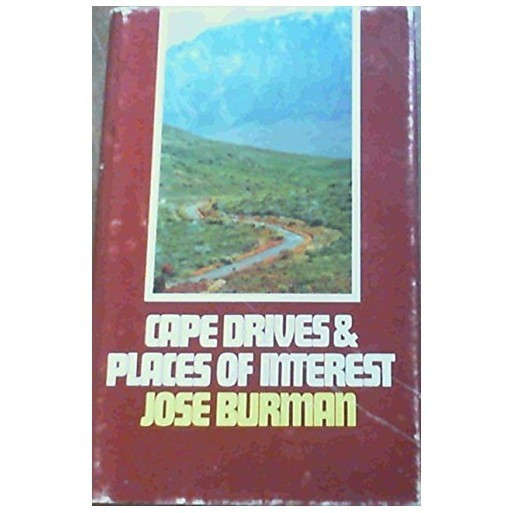 CAPE DRIVES &
PLACES OF INTEREST
JOSE BURMAN